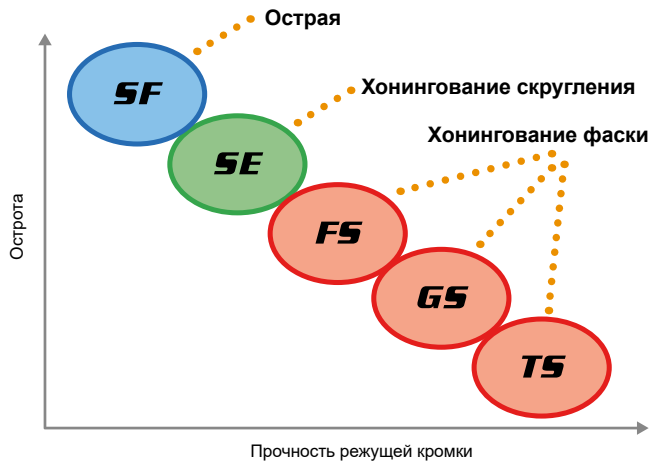 Острая
SF
Хонингование скругления
SE
Хонингование фаски
FS
GS
TS
Острота
Прочность режущей кромки